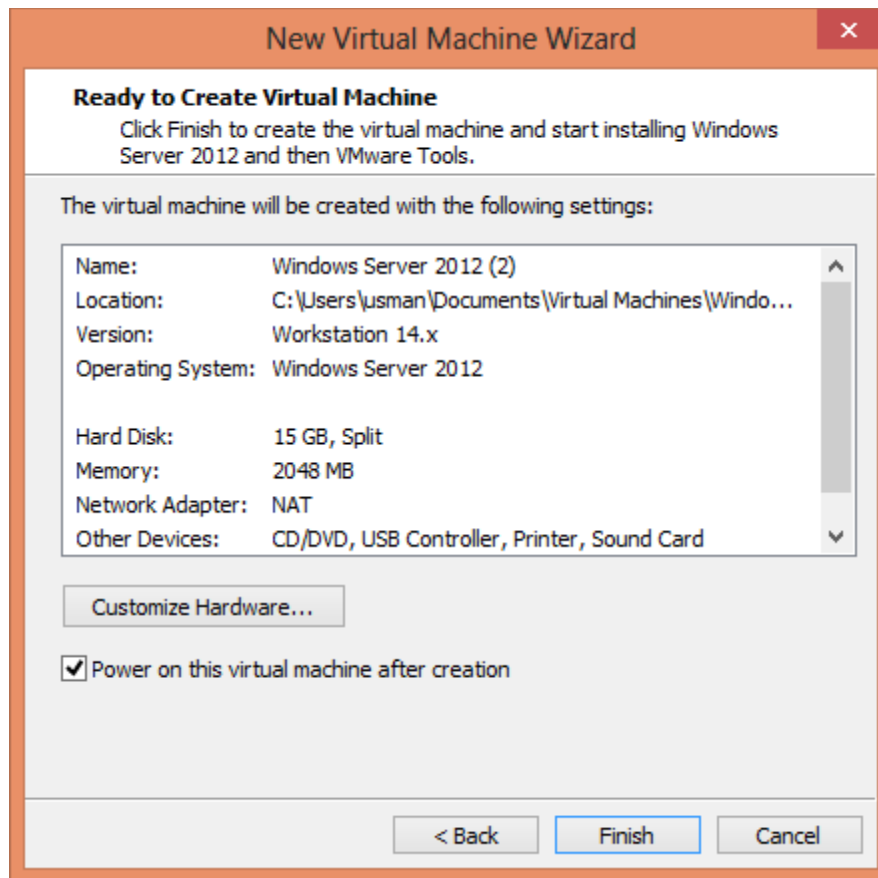 New Virtual Machine Wizard
Ready to Create Virtual Machine
Click Finish to create the virtual machine and start installing Windows
Server 2012 and then VMware Tools.
The virtual machine will be created with the following settings:
Name: Windows Server 2012 (2)
Location: C:\Users\usman\Documents\Virtual Machines\Windo...
Version: Workstation 14.x
Operating System: Windows Server 2012
Hard Disk: 15 GB, Split
Memory: 2048 MB
Network Adapter: NAT
Other Devices: CD/DVD, USB Controller, Printer, Sound Card
Customize Hardware...
Power on this virtual machine after creation
< Back Finish Cancel